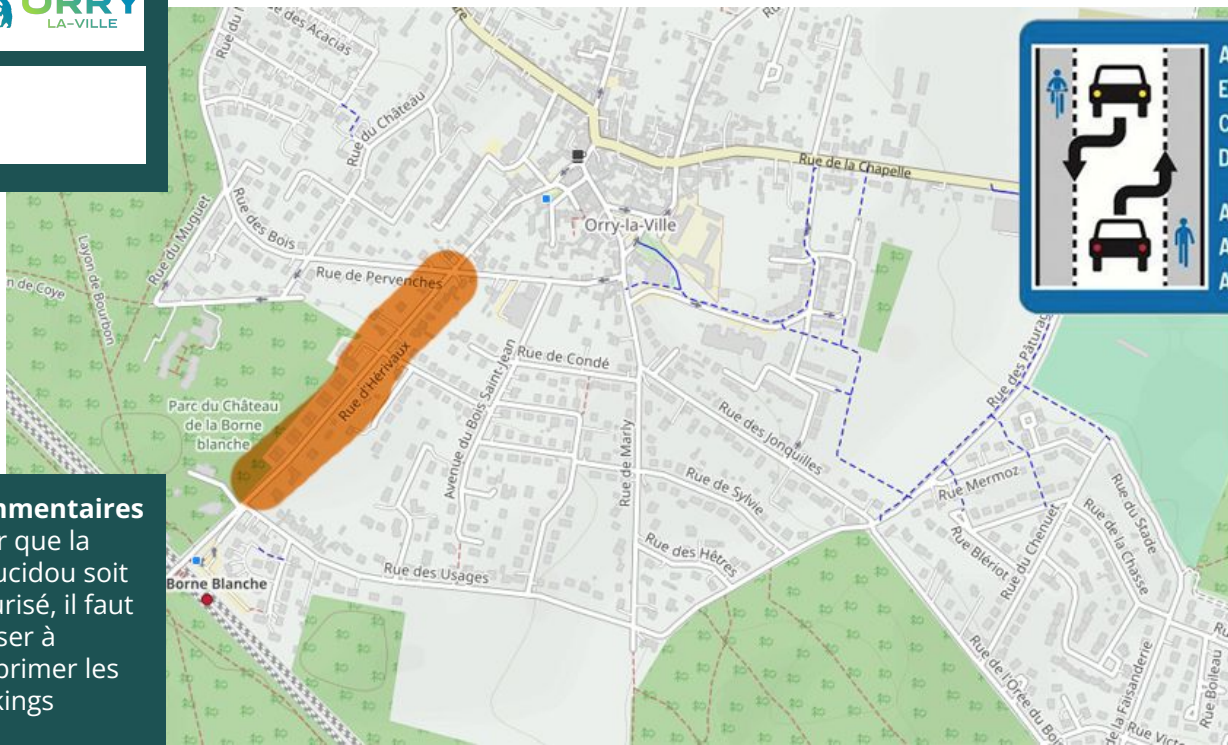 ORRY
LA-VILLE
Rue des Acacias
Rue du Château
Rue de la Chapelle
Rue du Muguet
Rue des Bois
Orry-la-Ville
Layon de Bourbon
Rue de Pervenches
n de Coye
Rue d'Hérivaux
Avenue du Bois Saint-Jean
Rue de Condé
Rue des Pâturag
Parc du Château
de la Borne
blanche
Rue de Marly
Rue des Jonquilles
Rue de Sylvie
Rue Mermoz
Rue du Stade
Rue de la Chasse
Rue du Chenuet
Rue Blériot
Rue des Hêtres
Rue des Usages
Borne Blanche
Rue de l'Orée du Bo
de la Faisanderie
Rue Boileau
Rue Vict
A
E
C
D
A
A
A
mmentaires
r que la
ucidou soit
urisé, il faut
ser à
primer les
kings